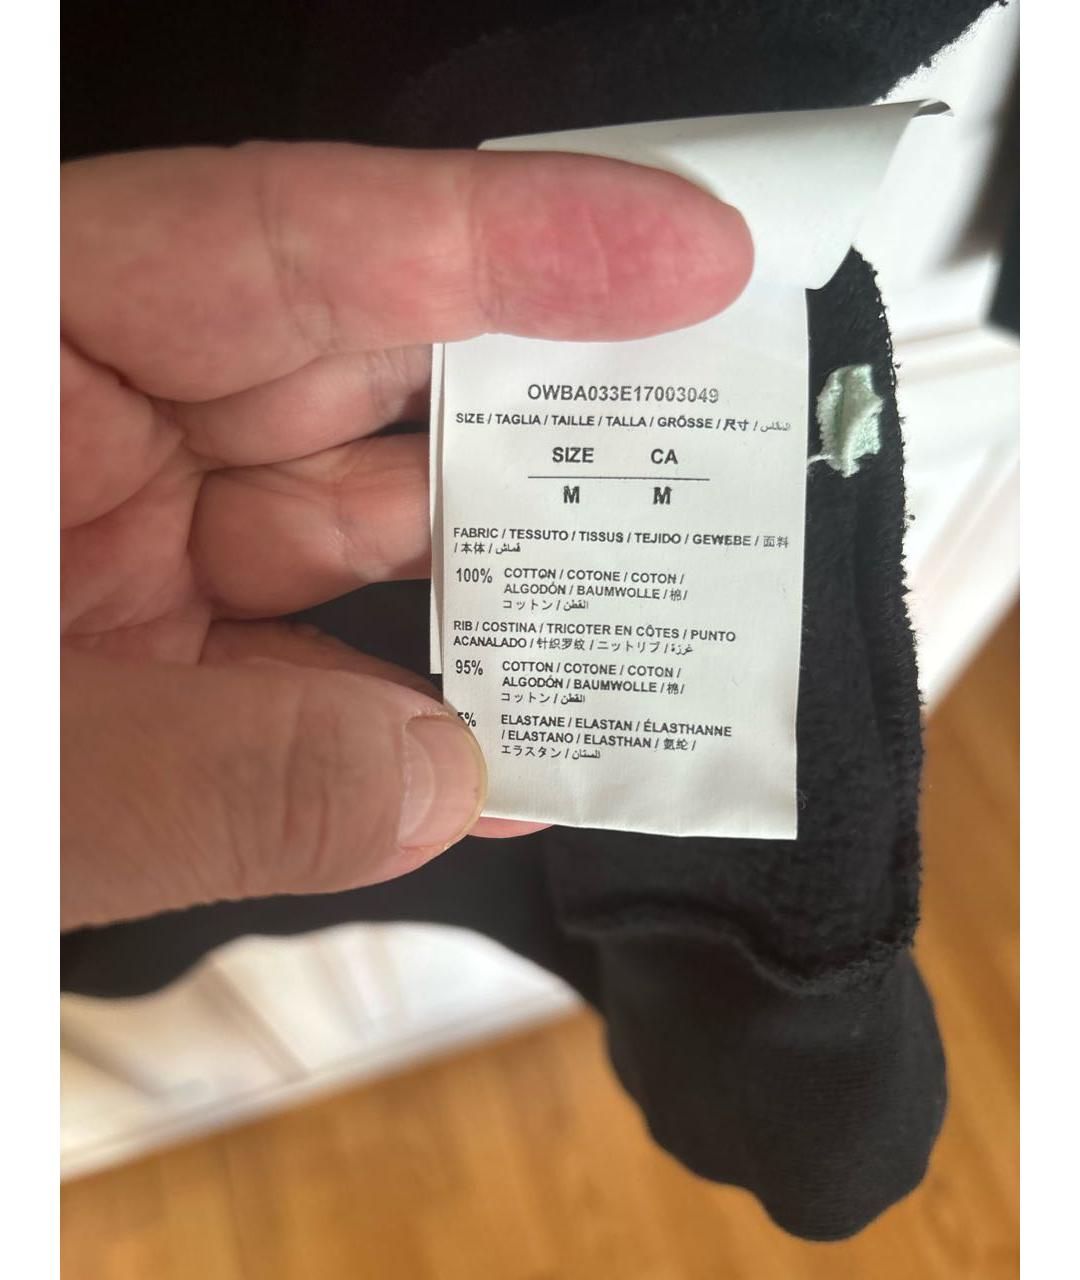 OWBA033E17003049
SIZE / TAGLIA / TAILLE / TALLA / GRÖSSE / 尺寸 / المقاس
SIZE CA
M M
FABRIC / TESSUTO / TISSUS / TEJIDO / GEWEBE / 面料
/ 本体 / قماش
100% COTTON / COTONE / COTON /
ALGODÓN / BAUMWOLLE / 棉/
コットン / القطن
RIB / COSTINA / TRICOTER EN CÔTES / PUNTO
ACANALADO / 针织罗纹 / ニットリブ / غرزة
95% COTTON / COTONE / COTON /
ALGODÓN / BAUMWOLLE / 棉/
コットン / القطن
5% ELASTANE / ELASTAN / ÉLASTHANNE
/ ELASTANO / ELASTHAN / 氨纶 /
エラスタン / الستان